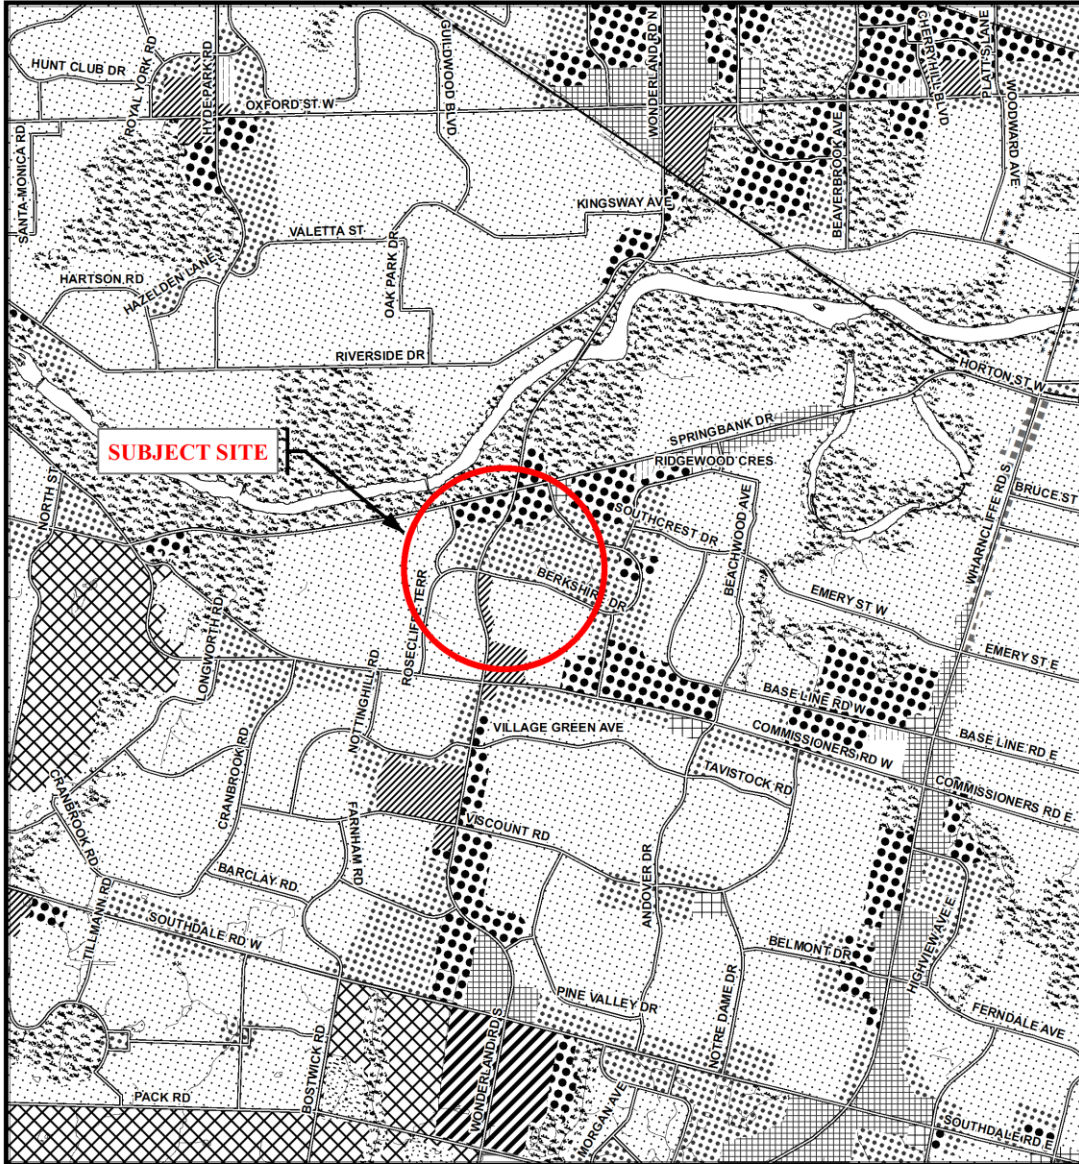 GUILDWOOD BLVD
WONDERLAND RD N
CHERRYHILL BLVD
PLATT'S LANE
HUNT CLUB DR
ROYAL YORK RD
HYDE PARK RD
OXFORD ST W
WOODWARD AVE
SANTA MONICA RD
BEAVERBROOK AVE
KINGSWAY AVE
VALETTA ST
OAK PARK DR
HARTSON RD
HAZELDEN LANE
RIVERSIDE DR
HORTON ST W
SPRINGBANK DR
SUBJECT SITE
RIDGEWOOD CRES
NORTH ST
WHARNCLIFFE RD S
BRUCE ST
SOUTHCREST DR
BEACHWOOD AVE
BERKSHIRE DR
EMERY ST W
ROSECLIFFE TERR
LONGWORTH RD
EMERY ST E
NOTTINGHILL RD
BASE LINE RD W
VILLAGE GREEN AVE
COMMISSIONERS RD W
BASE LINE RD E
CRANBROOK RD
TAVISTOCK RD
COMMISSIONERS RD E
CRANBROOK RD
FARNHAM RD
VISCOUNT RD
BARCLAY RD
ANDOVER DR
TILLMANN RD
SOUTHDALE RD W
BELMONT DR
HIGHVIEW AVE E
PINE VALLEY DR
NOTRE DAME DR
FERNDALE AVE
WONDERLAND RD S
BOSTWICK RD
PACK RD
MORGAN AVE
SOUTHDALE RD E